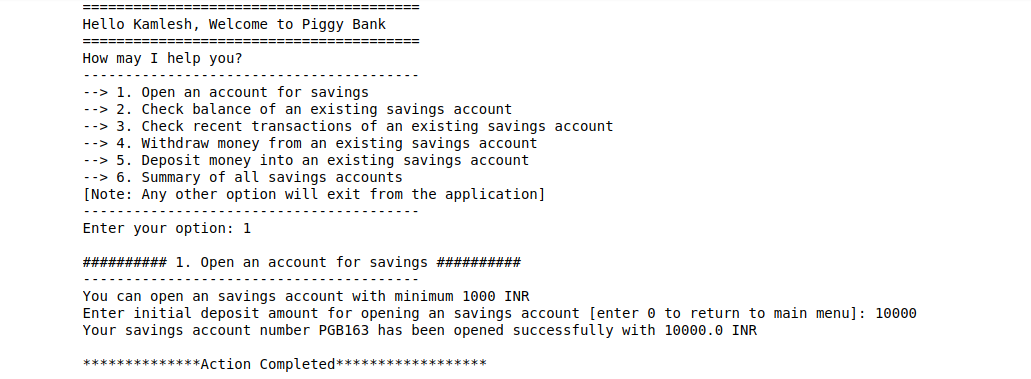 ========================================
Hello Kamlesh, Welcome to Piggy Bank
========================================
How may I help you?
----------------------------------------
--> 1. Open an account for savings
--> 2. Check balance of an existing savings account
--> 3. Check recent transactions of an existing savings account
--> 4. Withdraw money from an existing savings account
--> 5. Deposit money into an existing savings account
--> 6. Summary of all savings accounts
[Note: Any other option will exit from the application]
----------------------------------------
Enter your option: 1
########## 1. Open an account for savings ##########
----------------------------------------
You can open an savings account with minimum 1000 INR
Enter initial deposit amount for opening an savings account [enter 0 to return to main menu]: 10000
Your savings account number PGB163 has been opened successfully with 10000.0 INR
**************Action Completed******************